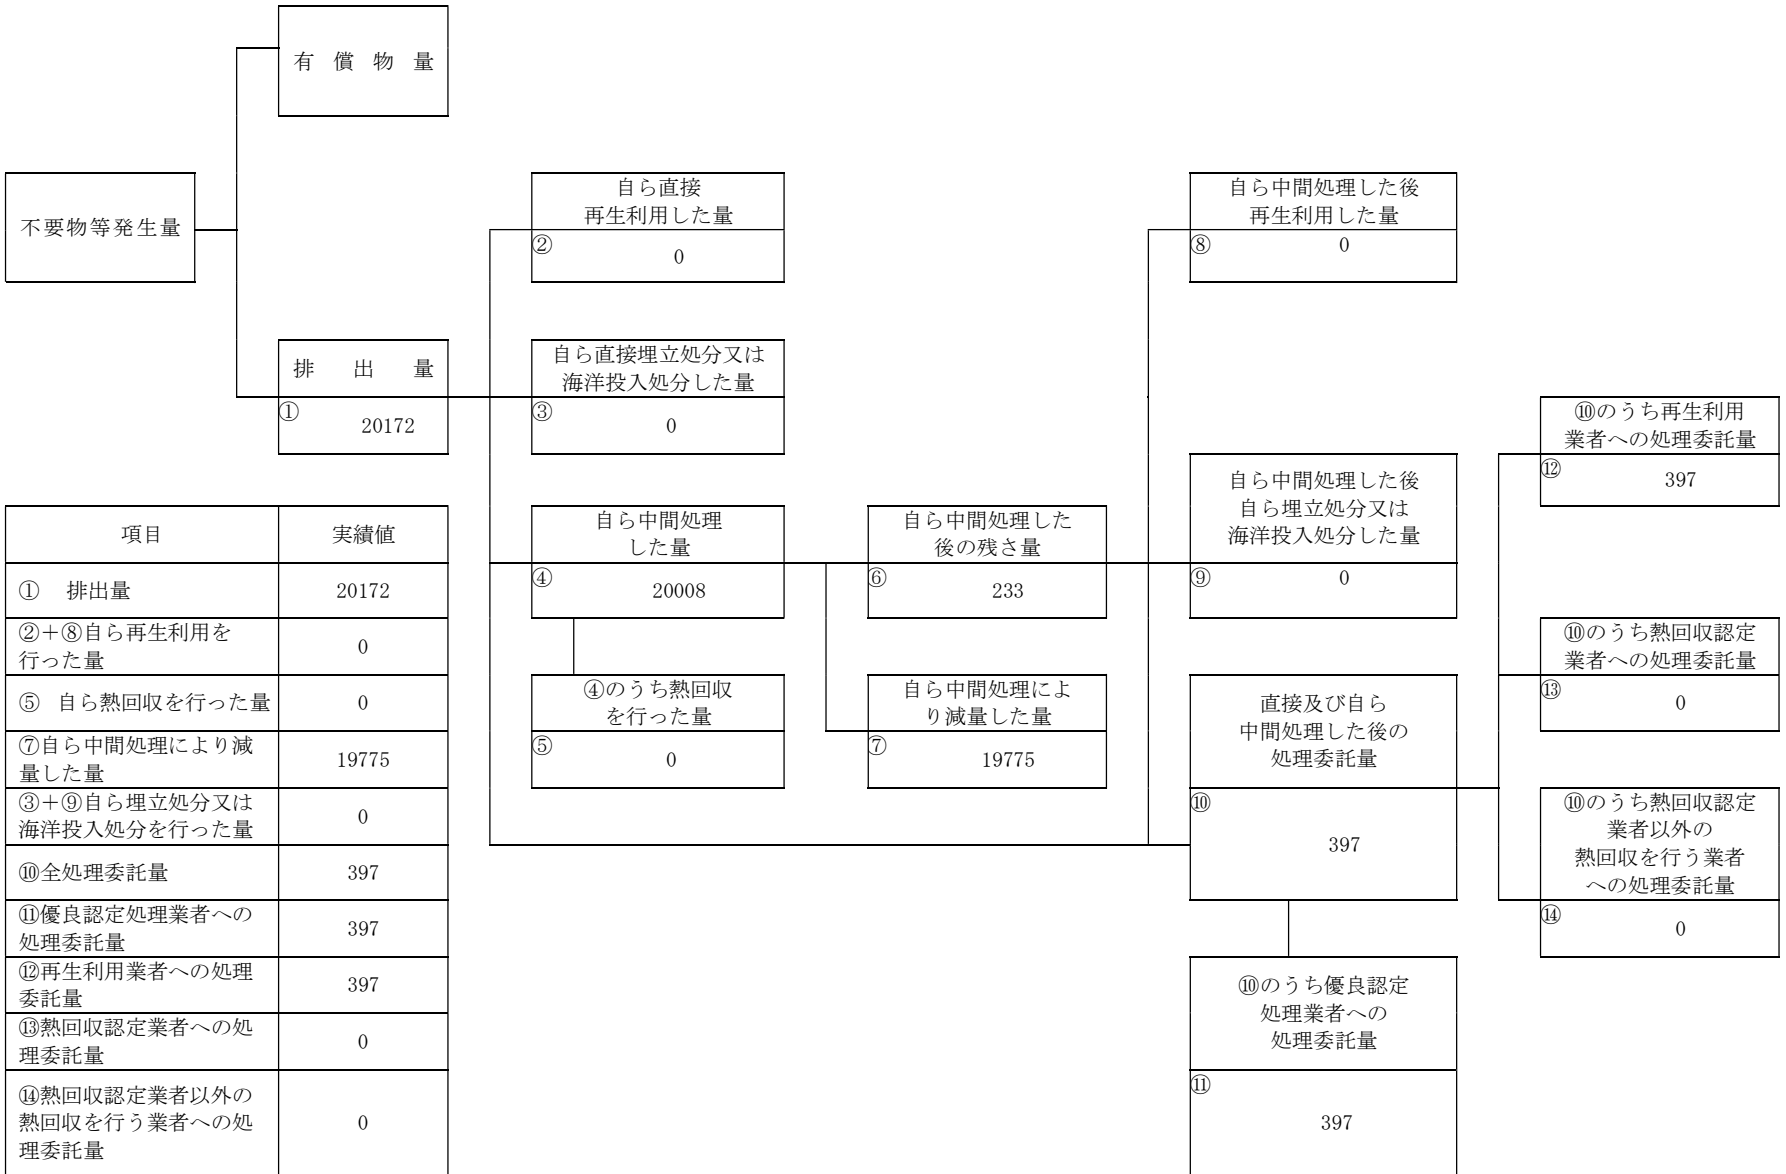 有 償 物 量
不要物等発生量
自ら直接
再生利用した量
②
0
自ら中間処理した後
再生利用した量
⑧
0
排 出 量
①
20172
自ら直接埋立処分又は
海洋投入処分した量
③
0
⑩のうち再生利用
業者への処理委託量
⑫
397
自ら中間処理
した量
④
20008
自ら中間処理した
後の残さ量
⑥
233
自ら中間処理した後
自ら埋立処分又は
海洋投入処分した量
⑨
0
⑩のうち熱回収認定
業者への処理委託量
⑬
0
④のうち熱回収
を行った量
⑤
0
自ら中間処理によ
り減量した量
⑦
19775
直接及び自ら
中間処理した後の
処理委託量
⑩
397
⑩のうち熱回収認定
業者以外の
熱回収を行う業者
への処理委託量
⑭
0
⑩のうち優良認定
処理業者への
処理委託量
⑪
397
項目 実績値
① 排出量 20172
②+⑧自ら再生利用を
行った量
0
⑤ 自ら熱回収を行った量 0
⑦自ら中間処理により減
量した量
19775
③+⑨自ら埋立処分又は
海洋投入処分を行った量
0
⑩全処理委託量 397
⑪優良認定処理業者への
処理委託量
397
⑫再生利用業者への処理
委託量
397
⑬熱回収認定業者への処
理委託量
0
⑭熱回収認定業者以外の
熱回収を行う業者への処
理委託量
0